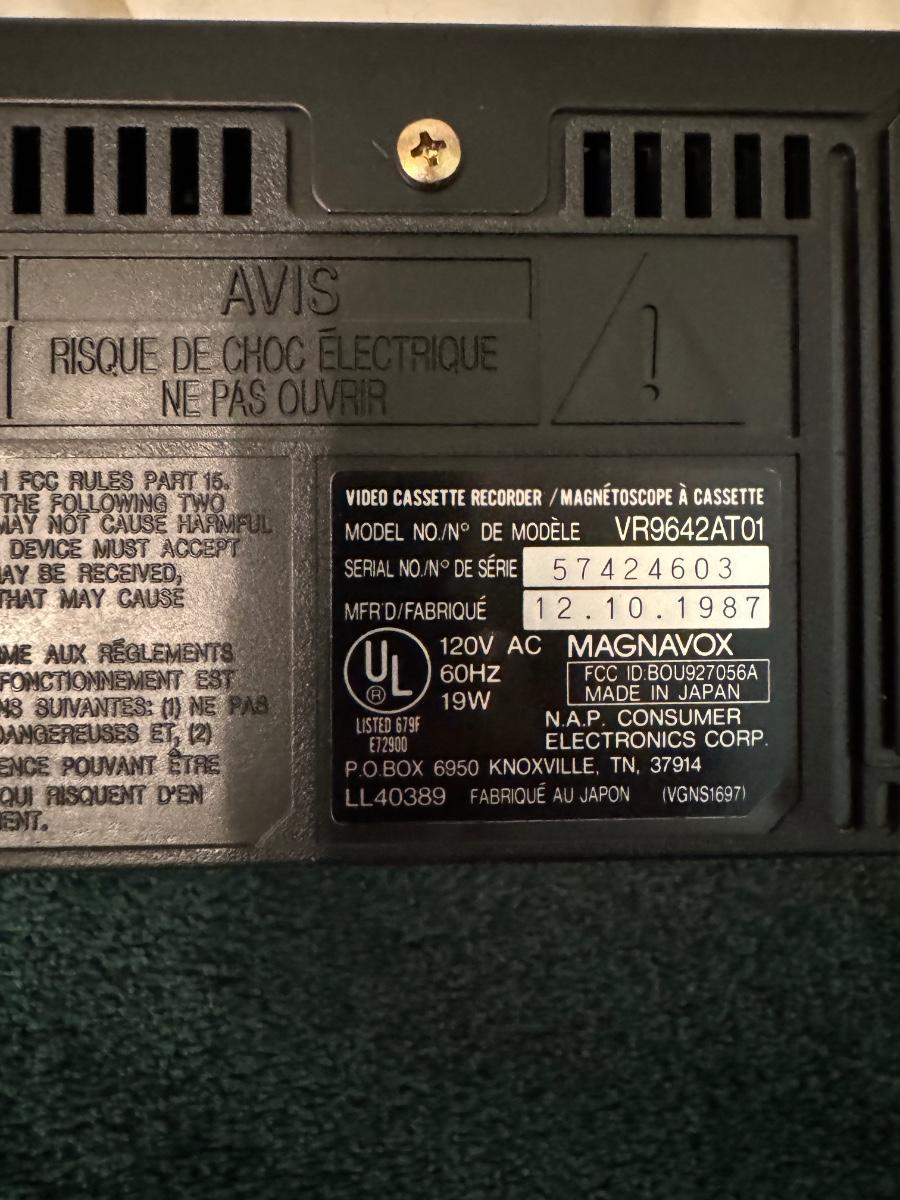 AVIS
RISQUE DE CHOC ÉLECTRIQUE
NE PAS OUVRIR
!
FCC RULES PART 15.
THE FOLLOWING TWO
MAY NOT CAUSE HARMFUL
DEVICE MUST ACCEPT
BE RECEIVED,
THAT MAY CAUSE
AUX RÉGLEMENTS
FONCTIONNEMENT EST
SUIVANTES: (1) NE PAS
DANGEREUSES ET, (2)
POUVANT ÊTRE
QUI RISQUENT D'EN
VIDEO CASSETTE RECORDER / MAGNÉTOSCOPE À CASSETTE
MODEL NO./N° DE MODÈLE VR9642AT01
SERIAL NO./N° DE SÉRIE 57424603
MFR'D/FABRIQUÉ 12.10.1987
UL ®
LISTED 679F
E72900
120V AC
60HZ
19W
MAGNAVOX
FCC ID:BOU927056A
MADE IN JAPAN
N.A.P. CONSUMER
ELECTRONICS CORP.
P.O.BOX 6950 KNOXVILLE, TN, 37914
LL40389 FABRIQUÉ AU JAPON (VGNS1697)